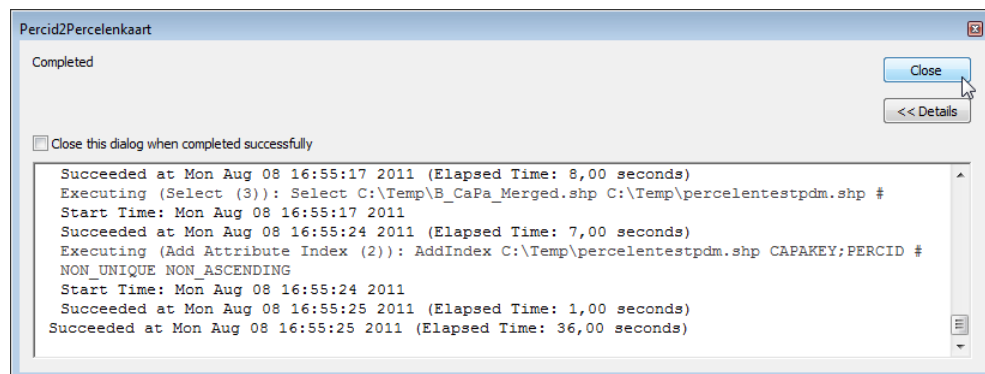 Percid2Percelenkaart
Completed
Close
<< Details
Close this dialog when completed successfully
Succeeded at Mon Aug 08 16:55:17 2011 (Elapsed Time: 8,00 seconds)
Executing (Select (3)): Select C:\Temp\B_CaPa_Merged.shp C:\Temp\percelentestpdm.shp #
Start Time: Mon Aug 08 16:55:17 2011
Succeeded at Mon Aug 08 16:55:24 2011 (Elapsed Time: 7,00 seconds)
Executing (Add Attribute Index (2)): AddIndex C:\Temp\percelentestpdm.shp CAPAKEY;PERCID #
NON_UNIQUE NON_ASCENDING
Start Time: Mon Aug 08 16:55:24 2011
Succeeded at Mon Aug 08 16:55:25 2011 (Elapsed Time: 1,00 seconds)
Succeeded at Mon Aug 08 16:55:25 2011 (Elapsed Time: 36,00 seconds)